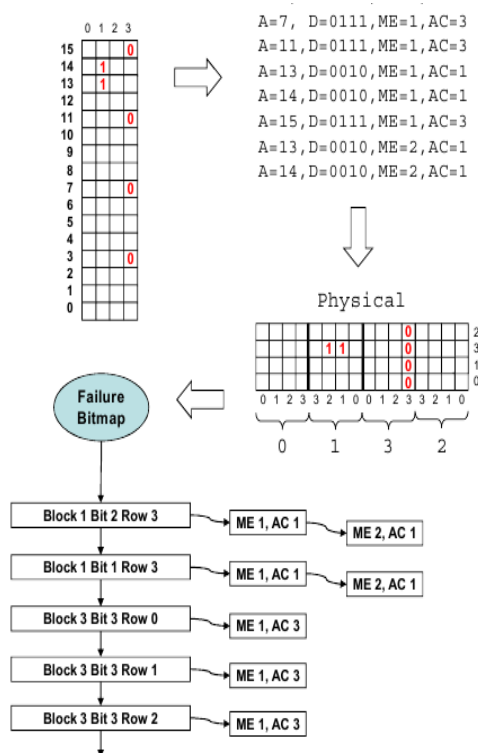 0 1 2 3
15 0
14 1
13 1
12
11 0
10
9
8
7 0
6
5
4
3 0
2
1
0
A=7, D=0111,ME=1,AC=3
A=11, D=0111,ME=1,AC=3
A=13, D=0010,ME=1,AC=1
A=14, D=0010,ME=1,AC=1
A=15, D=0111,ME=1,AC=3
A=13, D=0010,ME=2,AC=1
A=14, D=0010,ME=2,AC=1
Physical
0 2
1 1 0 3
0 1
0 0
0 1 2 3 3 2 1 0 0 1 2 3 3 2 1 0
0 1 3 2
Failure
Bitmap
Block 1 Bit 2 Row 3
ME 1, AC 1
ME 2, AC 1
Block 1 Bit 1 Row 3
ME 1, AC 1
ME 2, AC 1
Block 3 Bit 3 Row 0
ME 1, AC 3
Block 3 Bit 3 Row 1
ME 1, AC 3
Block 3 Bit 3 Row 2
ME 1, AC 3